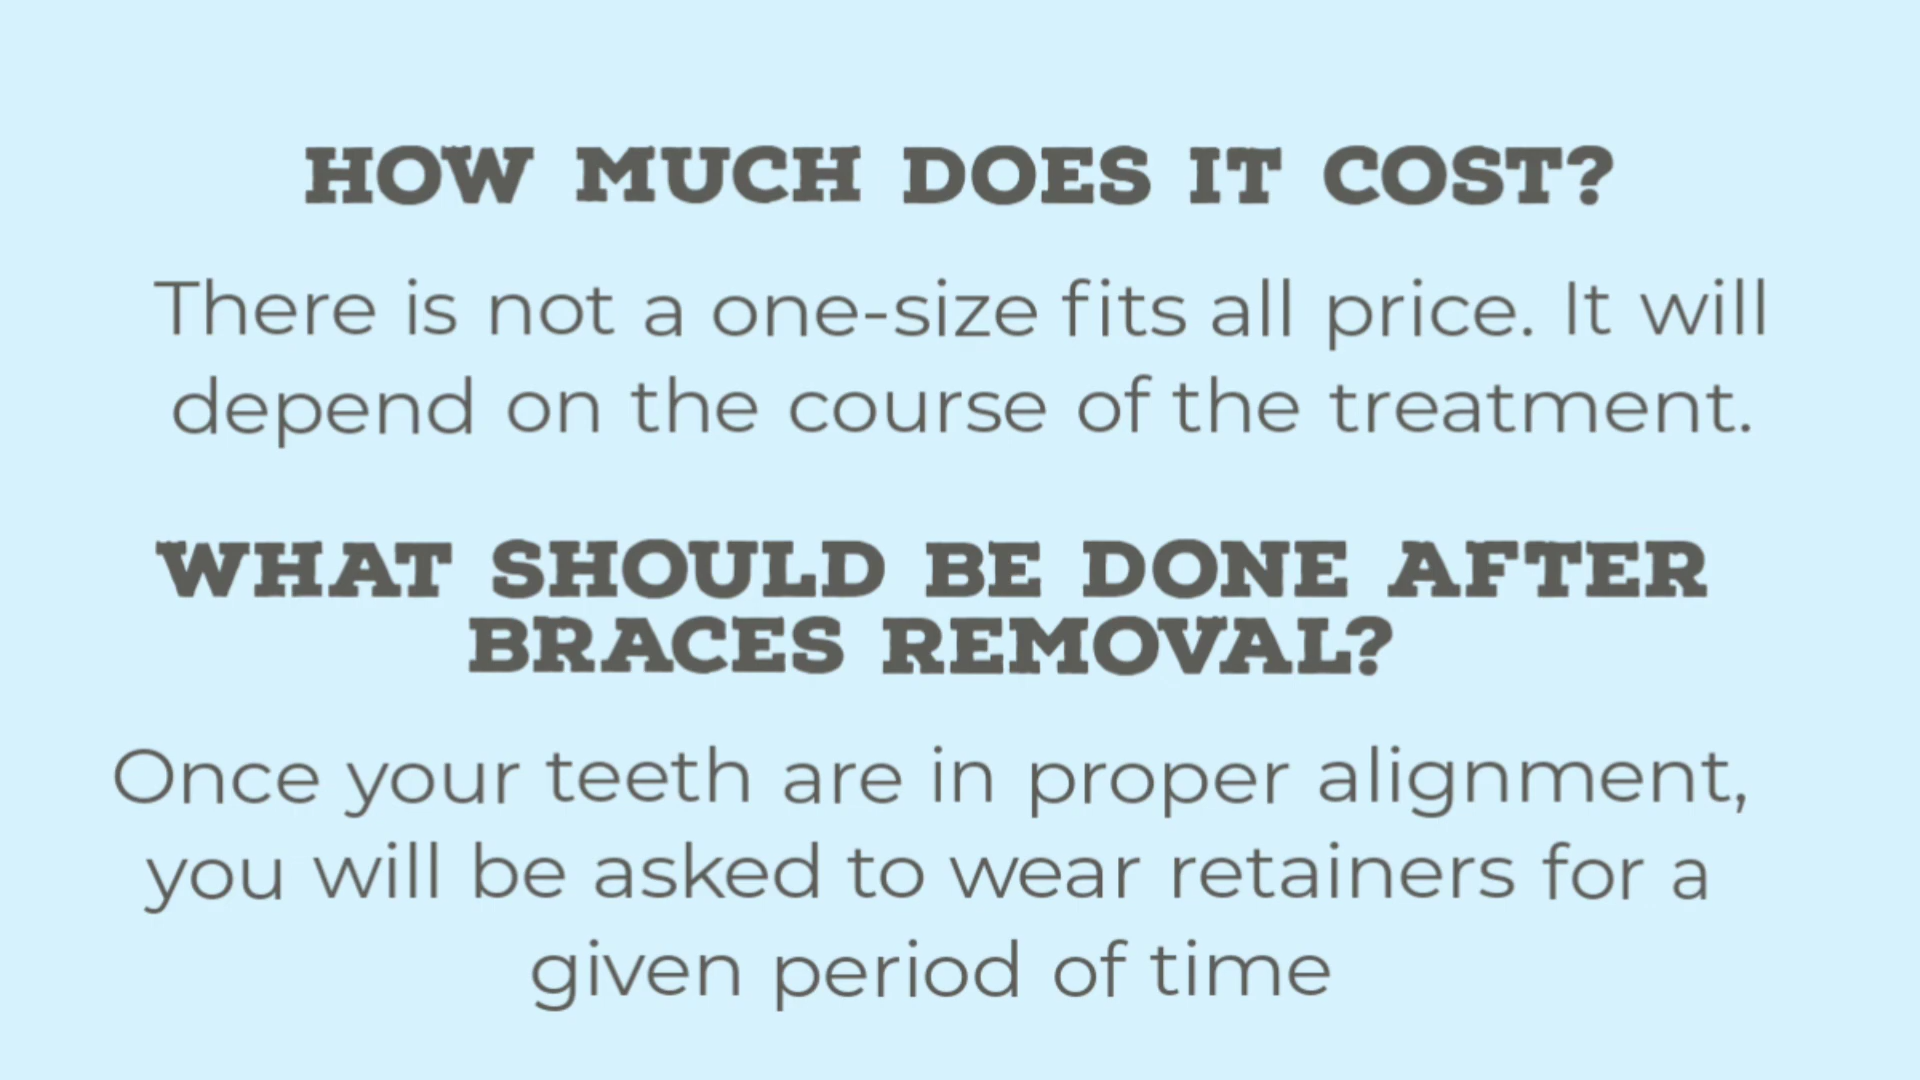 HOW MUCH DOES IT COST?
There is not a one-size fits all price. It will
depend on the course of the treatment.
WHAT SHOULD BE DONE AFTER
BRACES REMOVAL?
Once your teeth are in proper alignment,
you will be asked to wear retainers for a
given period of time